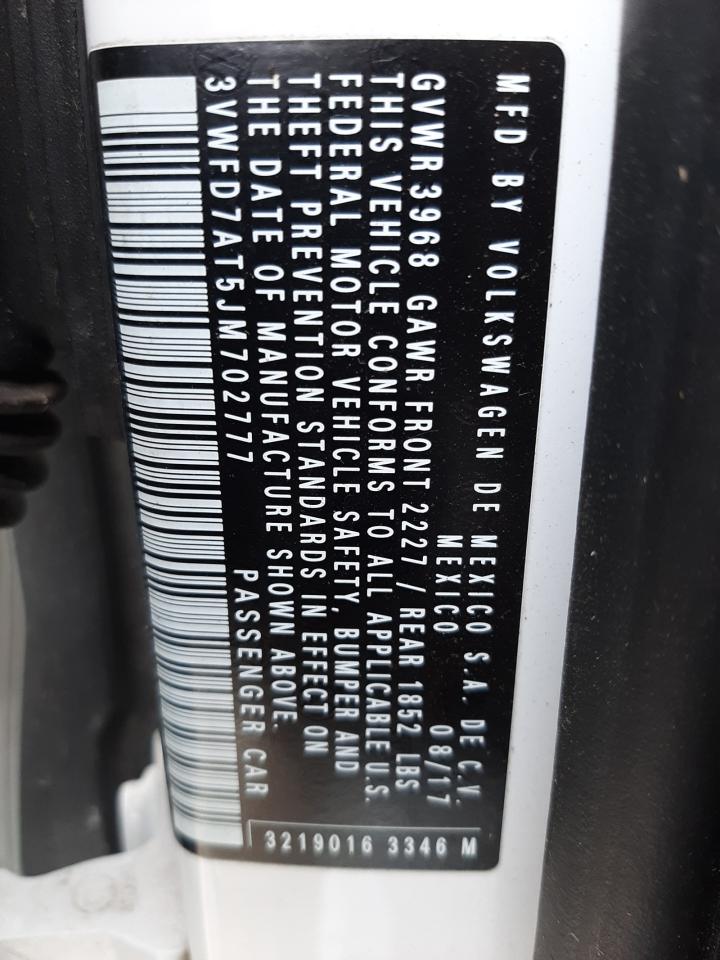 MFD BY VOLKSWAGEN DE MEXICO S.A. DE C.V.
MEXICO 08/17
GVWR 3968 GAWR FRONT 2227 / REAR 1852 LBS
THIS VEHICLE CONFORMS TO ALL APPLICABLE U.S.
FEDERAL MOTOR VEHICLE SAFETY, BUMPER AND
THEFT PREVENTION STANDARDS IN EFFECT ON
THE DATE OF MANUFACTURE SHOWN ABOVE.
3VWFD7AT5JM702777 PASSENGER CAR
3219016 3346 M